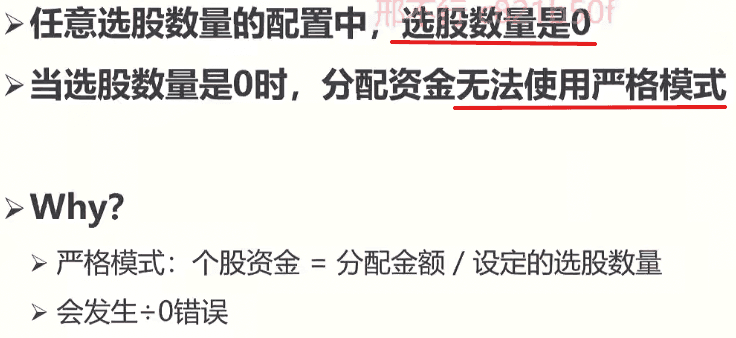 任意选股数量的配置中，选股数量是0
当选股数量是0时，分配资金无法使用严格模式
Why?
严格模式：个股资金 = 分配金额 / 设定的选股数量
会发生÷0错误